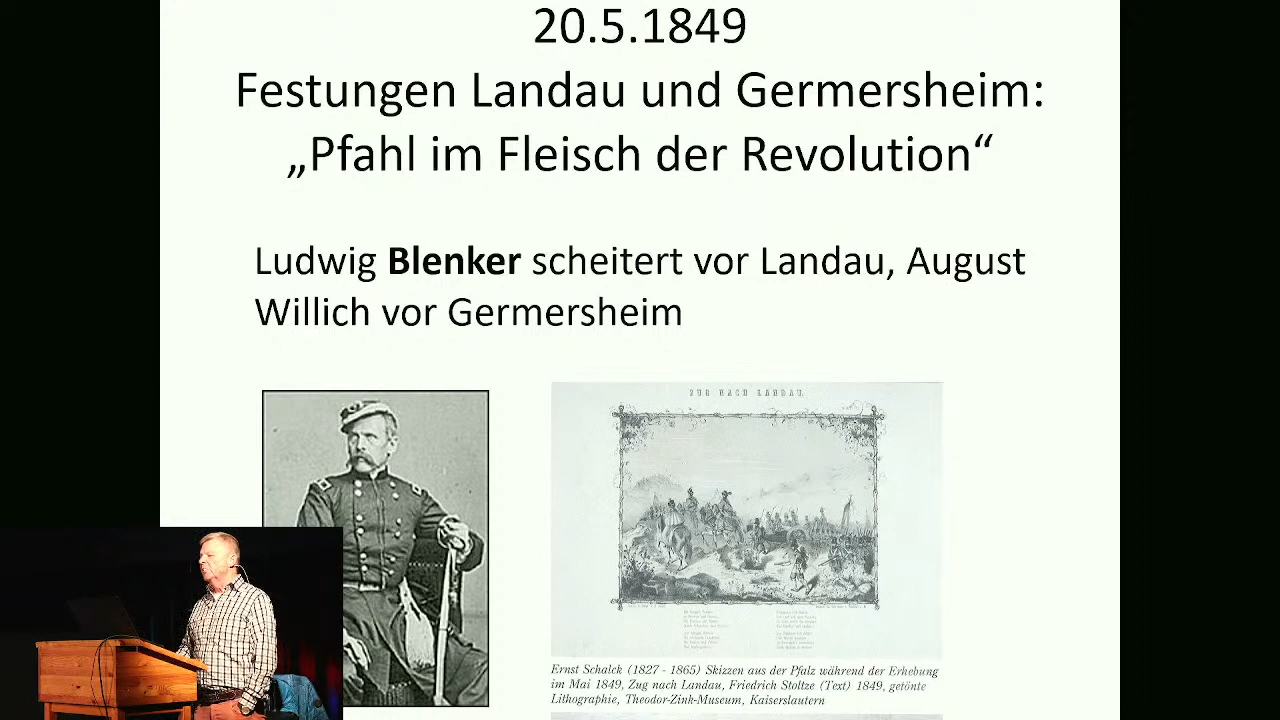 20.5.1849
Festungen Landau und Germersheim:
„Pfahl im Fleisch der Revolution“
Ludwig Blenker scheitert vor Landau, August
Willich vor Germersheim
ZUG NACH LANDAU.
Ernst Schalck (1827 - 1865) Skizzen aus der Pfalz während der Erhebung
im Mai 1849, Zug nach Landau, Friedrich Stoltze (Text) 1849, getönte
Lithographie, Theodor-Zink-Museum, Kaiserslautern